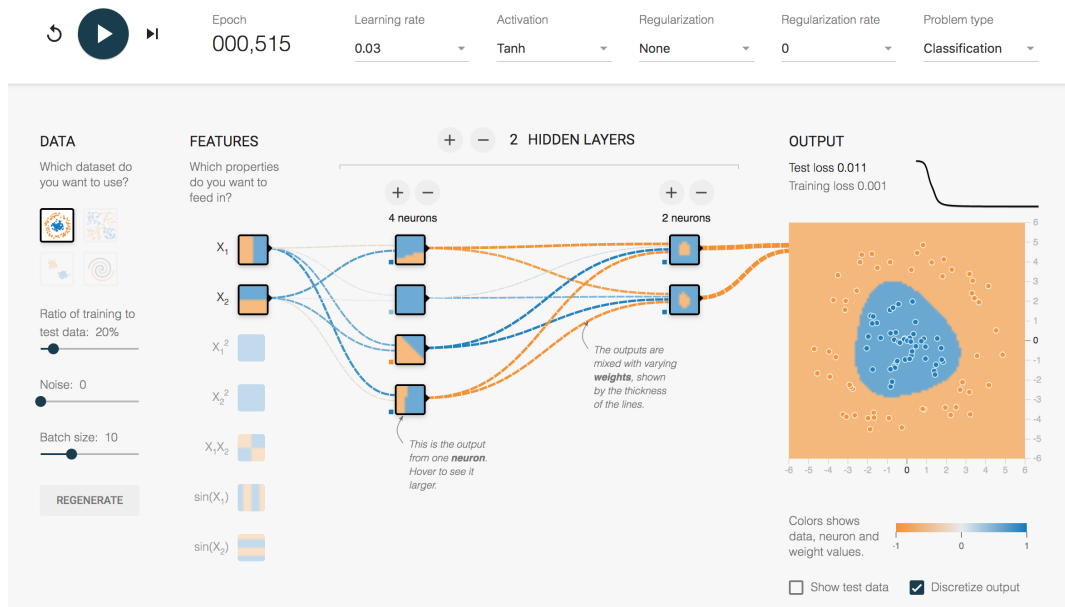 Epoch
000,515
Learning rate
0.03
Activation
Tanh
Regularization
None
Regularization rate
0
Problem type
Classification
DATA
Which dataset do
you want to use?
Ratio of training to
test data: 20%
Noise: 0
Batch size: 10
REGENERATE
FEATURES
Which properties
do you want to
feed in?
X₁
X₂
X₁²
X₂²
X₁X₂
sin(X₁)
sin(X₂)
+ − 2 HIDDEN LAYERS
+ −
4 neurons
+ −
2 neurons
This is the output
from one neuron.
Hover to see it
larger.
The outputs are
mixed with varying
weights, shown
by the thickness
of the lines.
OUTPUT
Test loss 0.011
Training loss 0.001
6
5
4
3
2
1
0
-1
-2
-3
-4
-5
-6
-6 -5 -4 -3 -2 -1 0 1 2 3 4 5 6
Colors shows
data, neuron and
weight values.
-1 0 1
Show test data
Discretize output